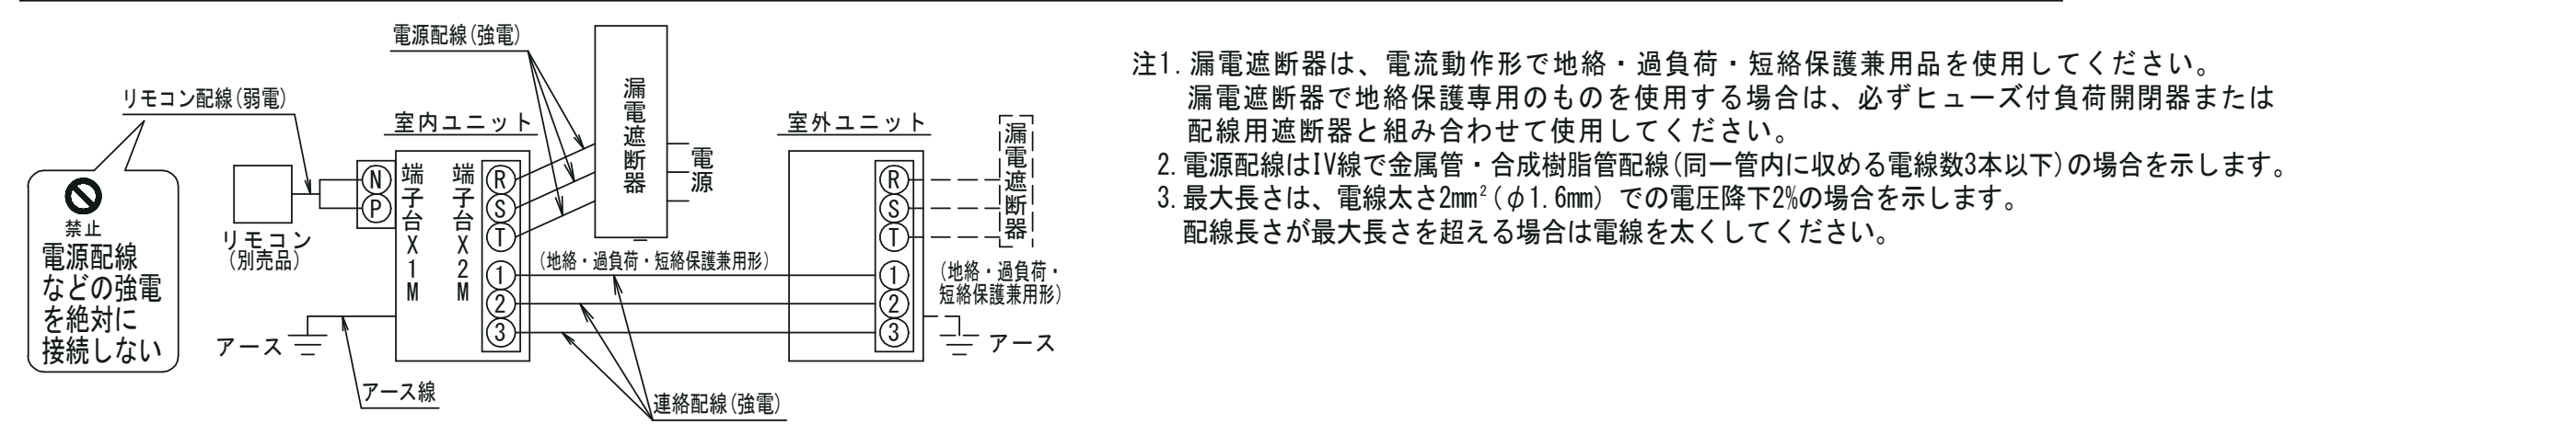 電源配線(強電)
リモコン配線(弱電)
禁止
電源配線
などの強電
を絶対に
接続しない
リモコン
(別売品)
室内ユニット
N
P
端子台X1M
端子台X2M
R
S
T
1
2
3
漏電遮断器
電源
(地絡・過負荷・短絡保護兼用形)
アース
アース線
連絡配線(強電)
室外ユニット
R
S
T
1
2
3
漏電遮断器
(地絡・過負荷・
短絡保護兼用形)
アース
注1. 漏電遮断器は、電流動作形で地絡・過負荷・短絡保護兼用品を使用してください。
漏電遮断器で地絡保護専用のものを使用する場合は、必ずヒューズ付負荷開閉器または
配線用遮断器と組み合わせて使用してください。
2. 電源配線はIV線で金属管・合成樹脂管配線(同一管内に収める電線数3本以下)の場合を示します。
3. 最大長さは、電線太さ2mm²(φ1.6mm) での電圧降下2%の場合を示します。
配線長さが最大長さを超える場合は電線を太くしてください。